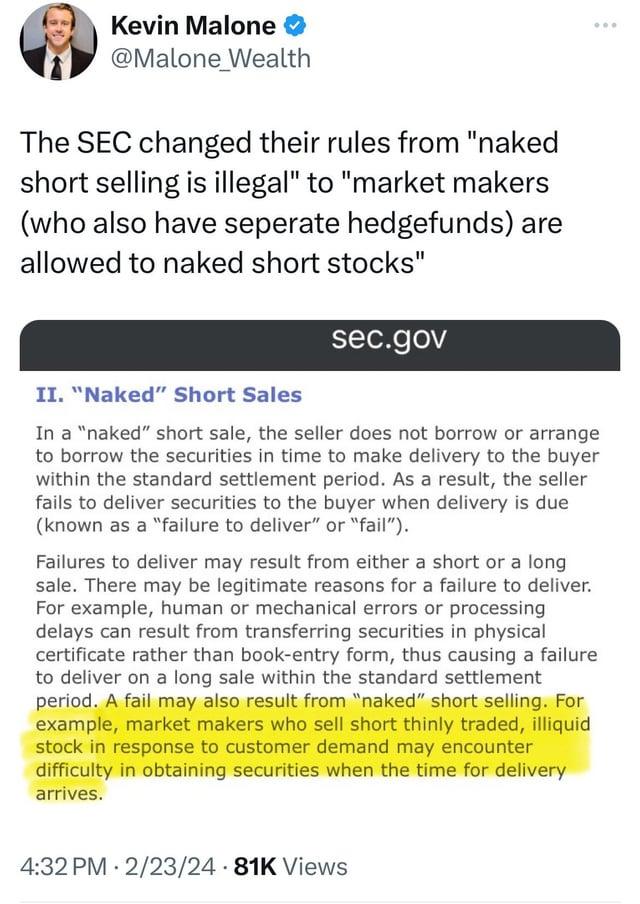 Kevin Malone
@Malone_Wealth
The SEC changed their rules from "naked
short selling is illegal" to "market makers
(who also have seperate hedgefunds) are
allowed to naked short stocks"
sec.gov
II. “Naked” Short Sales
In a “naked” short sale, the seller does not borrow or arrange
to borrow the securities in time to make delivery to the buyer
within the standard settlement period. As a result, the seller
fails to deliver securities to the buyer when delivery is due
(known as a “failure to deliver” or “fail”).
Failures to deliver may result from either a short or a long
sale. There may be legitimate reasons for a failure to deliver.
For example, human or mechanical errors or processing
delays can result from transferring securities in physical
certificate rather than book-entry form, thus causing a failure
to deliver on a long sale within the standard settlement
period. A fail may also result from “naked” short selling. For
example, market makers who sell short thinly traded, illiquid
stock in response to customer demand may encounter
difficulty in obtaining securities when the time for delivery
arrives.
4:32 PM · 2/23/24 · 81K Views